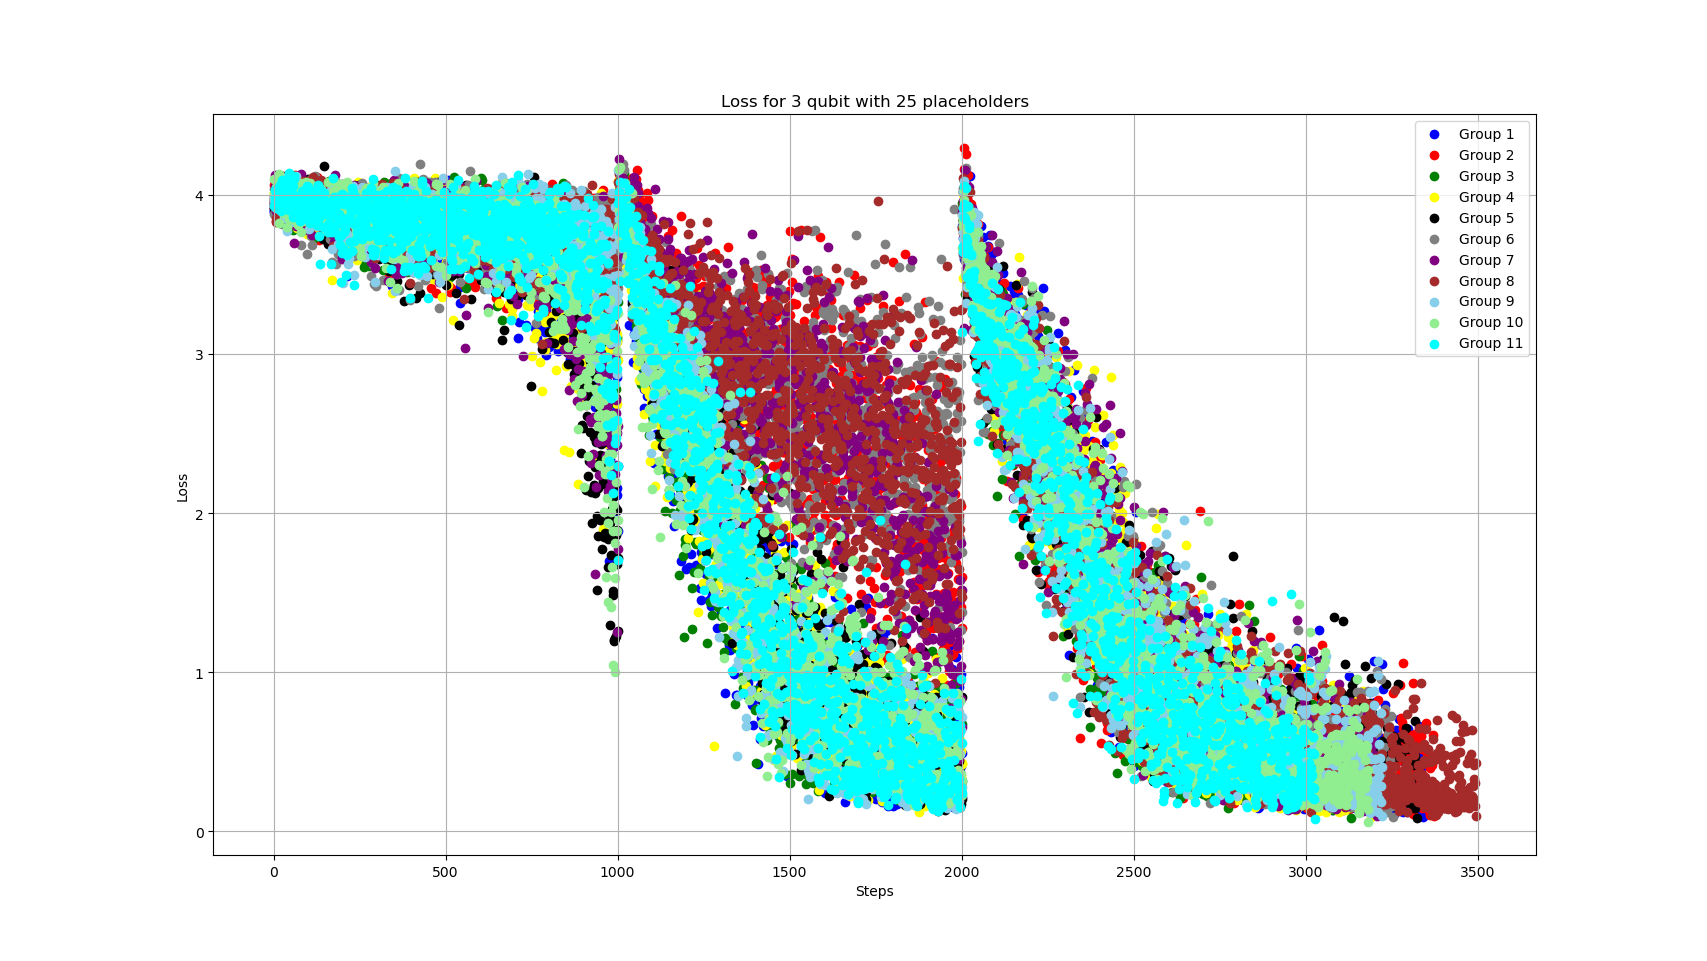 Loss for 3 qubit with 25 placeholders
Group 1
Group 2
Group 3
Group 4
Group 5
Group 6
Group 7
Group 8
Group 9
Group 10
Group 11
4
3
2
1
0
Loss
0 500 1000 1500 2000 2500 3000 3500
Steps